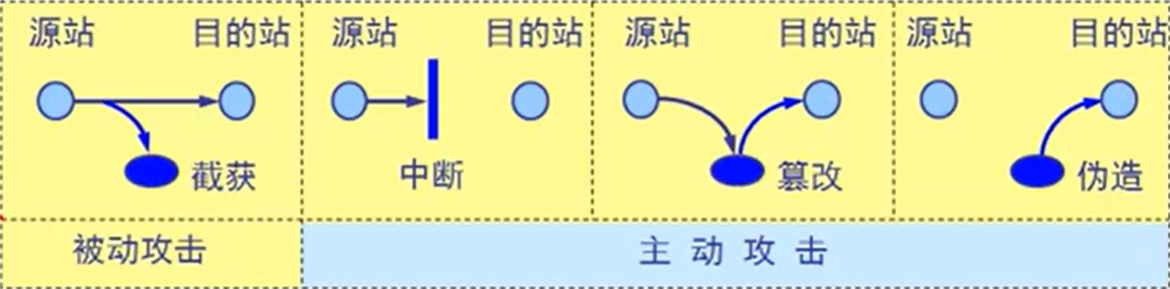 源站 目的站 源站 目的站 源站 目的站 源站 目的站
截获 中断 篡改 伪造
被动攻击 主动攻击